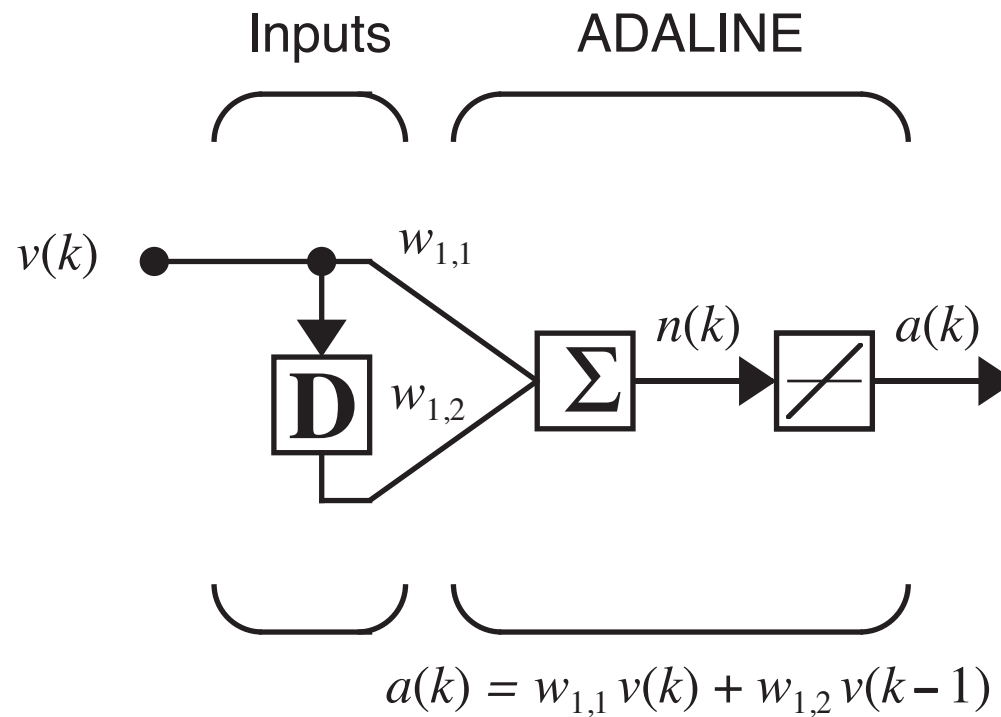 Inputs ADALINE
v(k) w1,1
n(k) a(k)
D w1,2 Σ
a(k) = w1,1 v(k) + w1,2 v(k − 1)